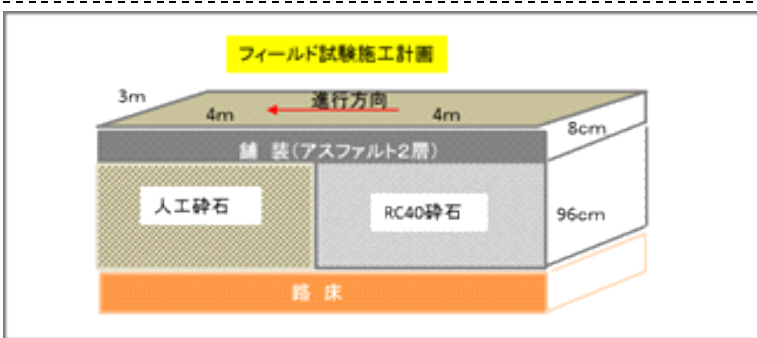 フィールド試験施工計画
3m
4m
進行方向
4m
8cm
舗 装(アスファルト2層)
人工砕石
RC40砕石
96cm
路 床